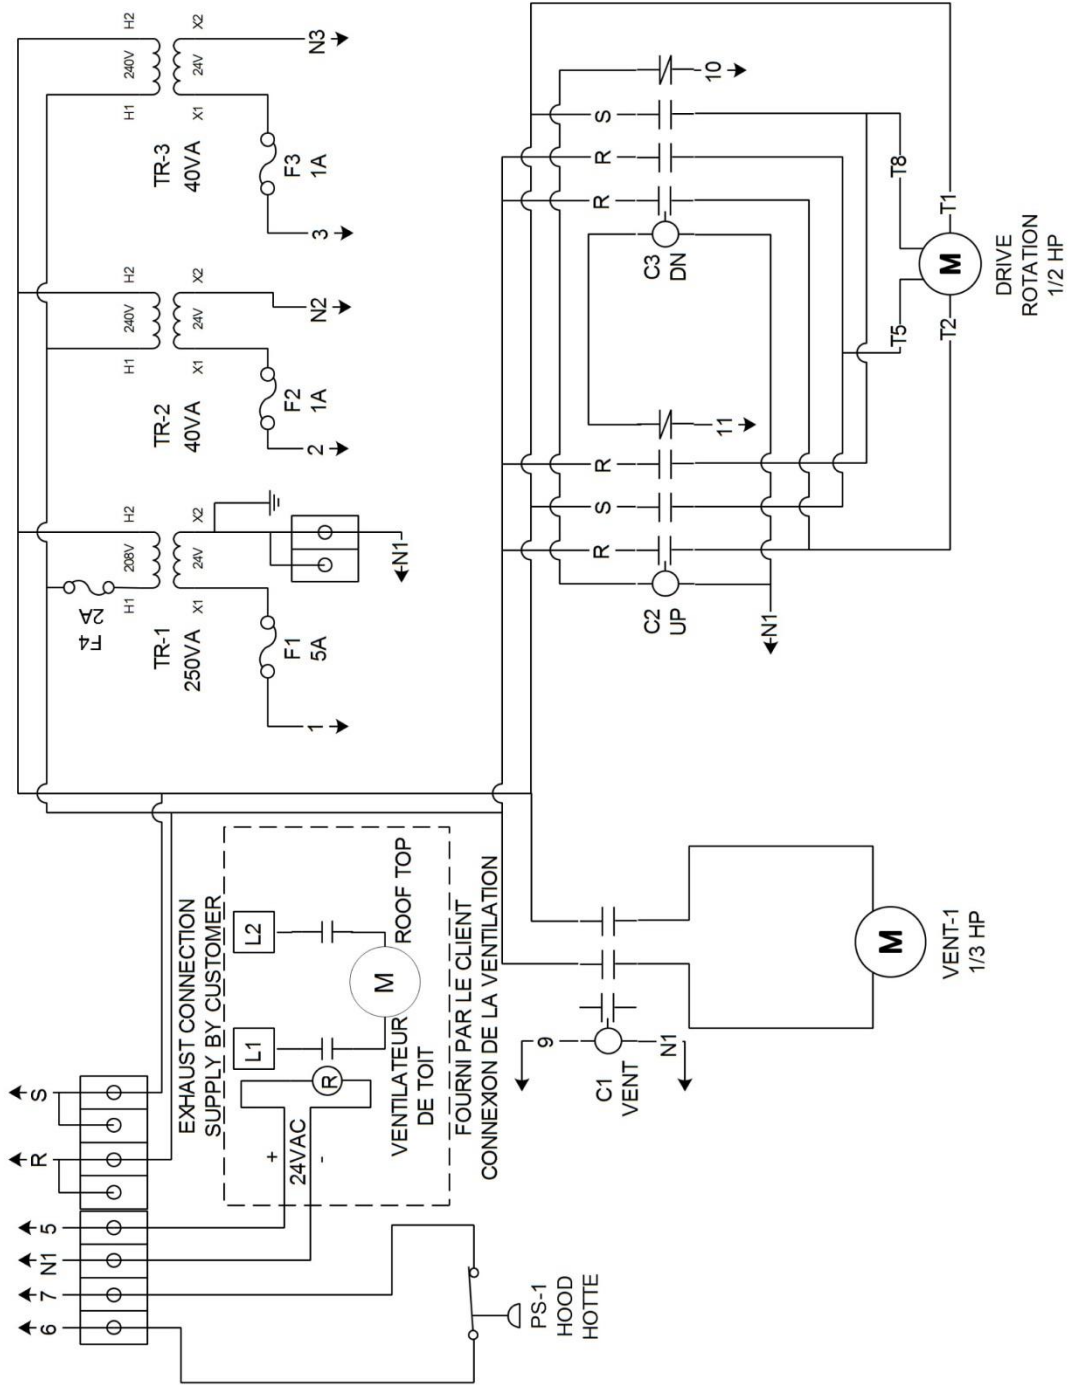 S
R
5
N1
7
6
EXHAUST CONNECTION
SUPPLY BY CUSTOMER
L2
L1
R
M
ROOF TOP
VENTILATEUR
DE TOIT
+
24VAC
-
FOURNI PAR LE CLIENT
CONNEXION DE LA VENTILATION
PS-1
HOOD
HOTTE
F4
2A
H1
208V
H2
TR-1
250VA
X1
24V
X2
F1
5A
1
N1
H1
240V
H2
TR-2
40VA
X1
24V
X2
F2
1A
2
N2
H1
240V
H2
TR-3
40VA
X1
24V
X2
F3
1A
3
N3
9
N1
C1
VENT
M
VENT-1
1/3 HP
R
S
R
R
R
S
C2
UP
11
C3
DN
10
N1
T5
T8
T2
T1
M
DRIVE
ROTATION
1/2 HP